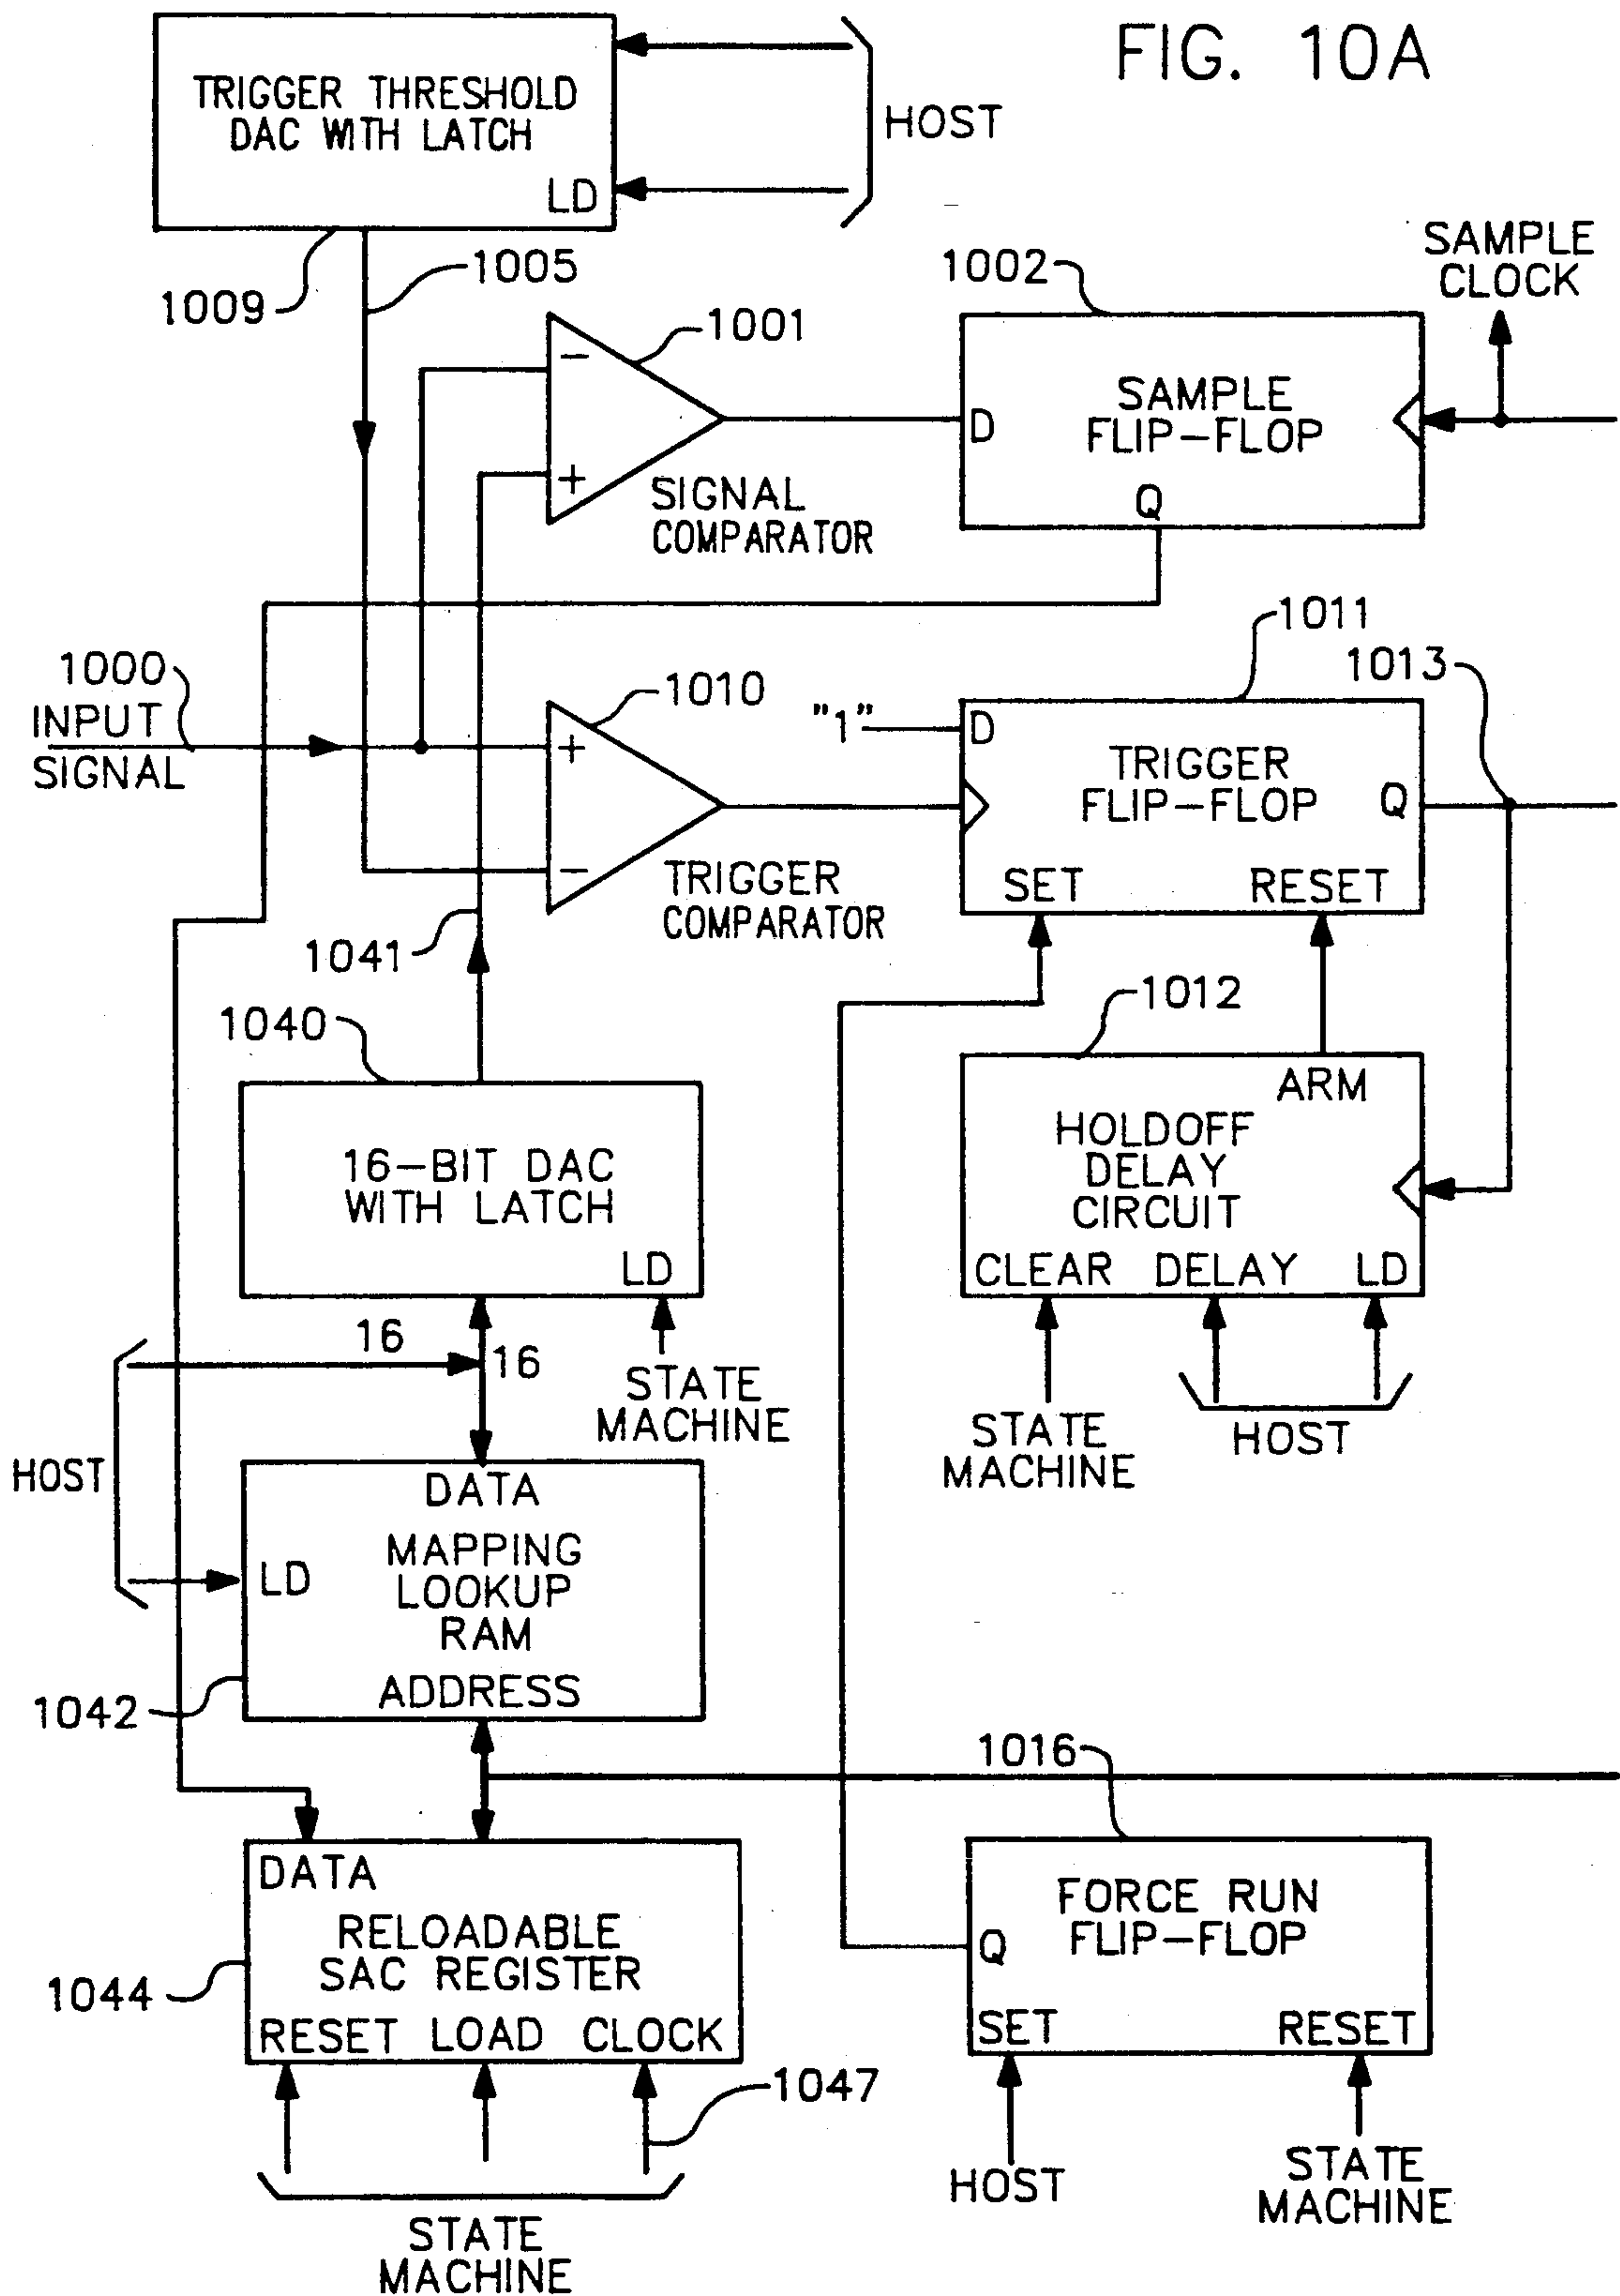 FIG. 10A
TRIGGER THRESHOLD
DAC WITH LATCH
LD
HOST
1009
1005
1001
1002
SAMPLE
CLOCK
−
+
SIGNAL
COMPARATOR
D
SAMPLE
FLIP-FLOP
Q
1000
INPUT
SIGNAL
1010
+
−
TRIGGER
COMPARATOR
1011
1013
"1"
D
TRIGGER
FLIP-FLOP
Q
SET
RESET
1041
1040
16-BIT DAC
WITH LATCH
LD
1012
ARM
HOLDOFF
DELAY
CIRCUIT
CLEAR
DELAY
LD
16
16
STATE
MACHINE
STATE
MACHINE
HOST
HOST
DATA
LD
MAPPING
LOOKUP
RAM
ADDRESS
1042
1016
DATA
RELOADABLE
SAC REGISTER
RESET
LOAD
CLOCK
1044
1047
STATE
MACHINE
FORCE RUN
FLIP-FLOP
Q
SET
RESET
HOST
STATE
MACHINE